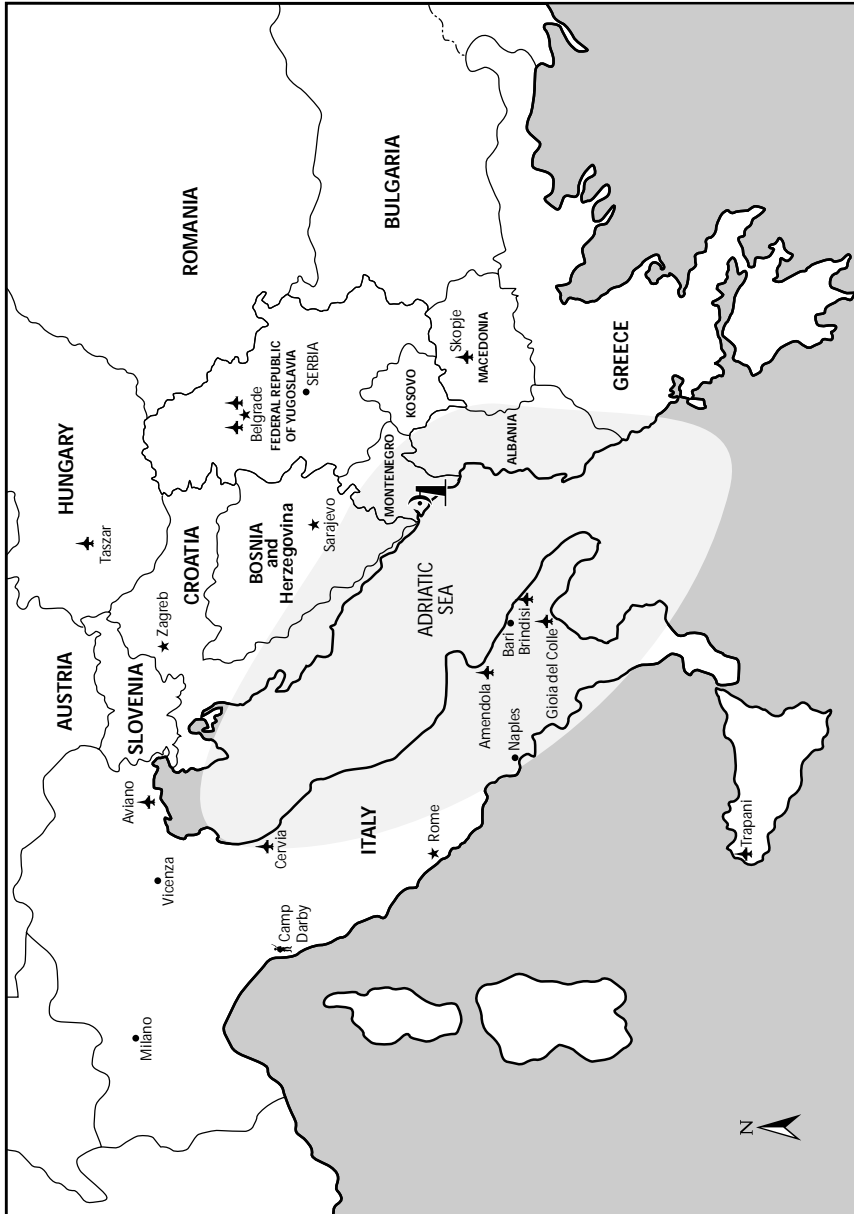 AUSTRIA
HUNGARY
Taszar
ROMANIA
SLOVENIA
Zagreb
CROATIA
Aviano
Vicenza
Milano
BOSNIA
and
Herzegovina
Sarajevo
Belgrade
FEDERAL REPUBLIC
OF YUGOSLAVIA
SERBIA
MONTENEGRO
KOSOVO
BULGARIA
Skopje
MACEDONIA
ALBANIA
GREECE
Cervia
Camp
Darby
ITALY
Rome
ADRIATIC
SEA
Amendola
Naples
Bari
Brindisi
Gioia del Colle
Trapani
N